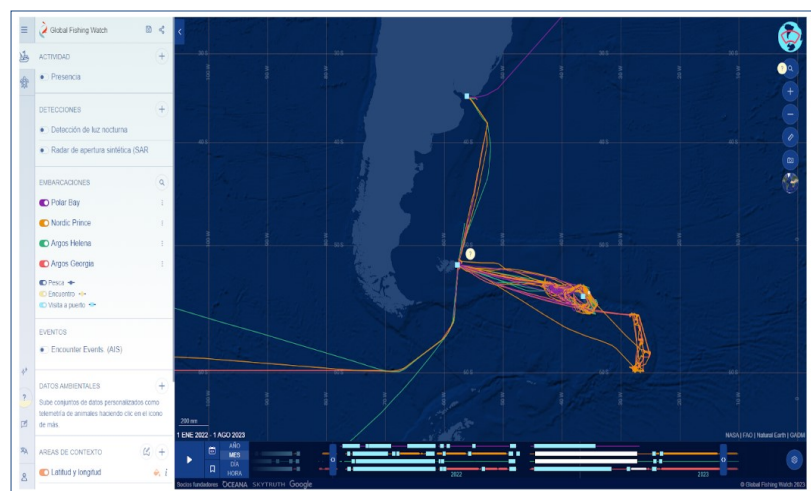 Global Fishing Watch
ACTIVIDAD
Presencia
DETECCIONES
Detección de luz nocturna
Radar de apertura sintética (SAR
EMBARCACIONES
Polar Bay
Nordic Prince
Argos Helena
Argos Georgia
Pesca
Encuentro
Visita a puerto
EVENTOS
Encounter Events (AIS)
DATOS AMBIENTALES
Sube conjuntos de datos personalizados como
telemetría de animales haciendo clic en el icono
de más.
ÁREAS DE CONTEXTO
Latitud y longitud
200 nm
1 ENE 2022 - 1 AGO 2023
NASA | FAO | Natural Earth | GADM
AÑO
MES
DÍA
HORA
2022
2023
Socios fundadores OCEANA SKYTRUTH Google
© Global Fishing Watch 2023